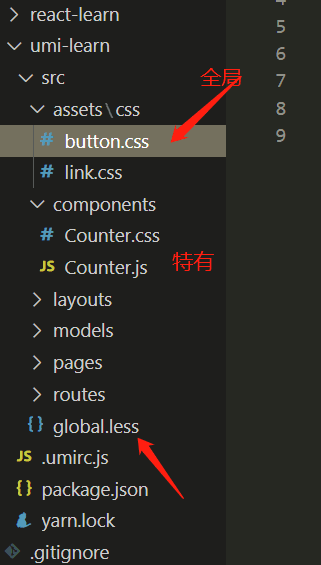 react-learn
umi-learn
src
全局
assets\css
button.css
link.css
components
Counter.css
JS Counter.js
特有
layouts
models
pages
routes
{ } global.less
JS .umirc.js
{ } package.json
yarn.lock
.gitignore
5
6
7
8
9